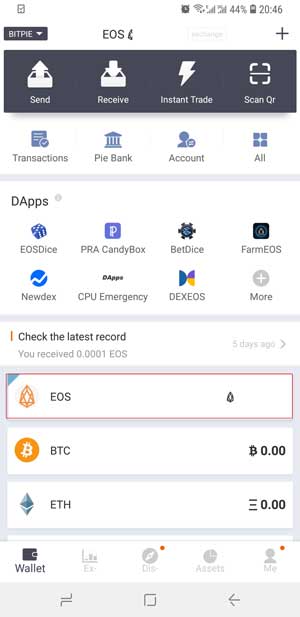 44% 20:46
BITPIE EOS exchange
Send Receive Instant Trade Scan Qr
Transactions Pie Bank Account All
DApps
EOSDice PRA CandyBox BetDice FarmEOS
DApps
Newdex CPU Emergency DEXEOS More
Check the latest record
You received 0.0001 EOS
5 days ago
EOS
BTC 0.00
ETH 0.00
Wallet Ex- Dis- Assets Me